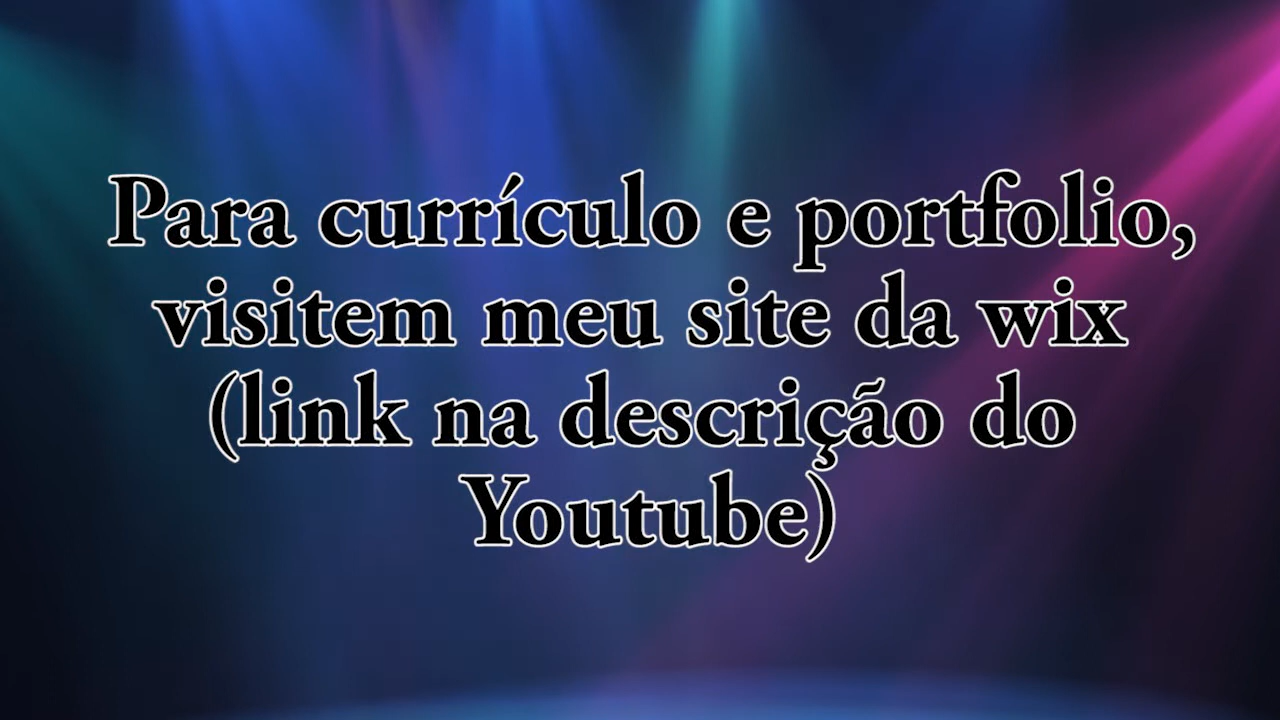 Para currículo e portfolio,
visitem meu site da wix
(link na descrição do
Youtube)